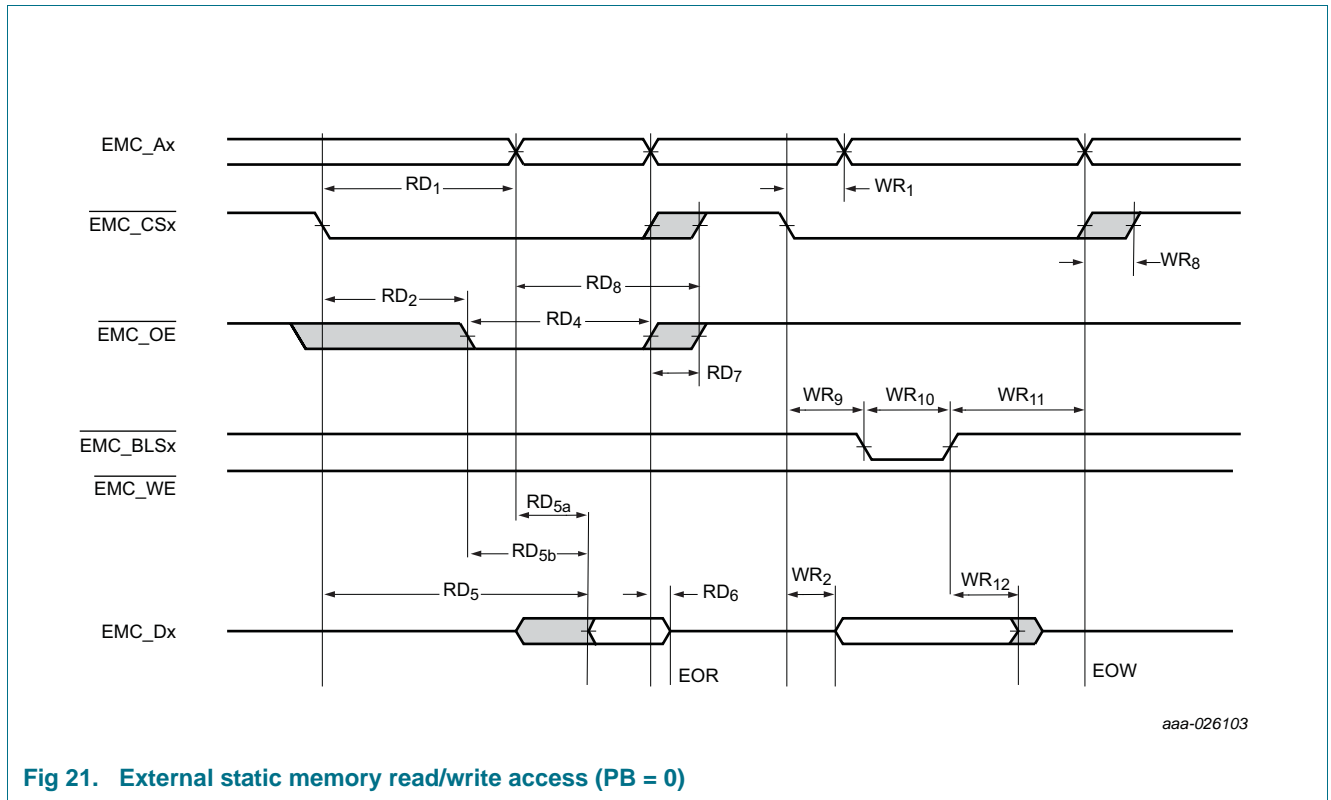 EMC_Ax
RD1
WR1
EMC_CSx
WR8
RD8
RD2
RD4
EMC_OE
RD7
WR9
WR10
WR11
EMC_BLSx
EMC_WE
RD5a
RD5b
WR2
WR12
RD5
RD6
EMC_Dx
EOR
EOW
aaa-026103
Fig 21. External static memory read/write access (PB = 0)